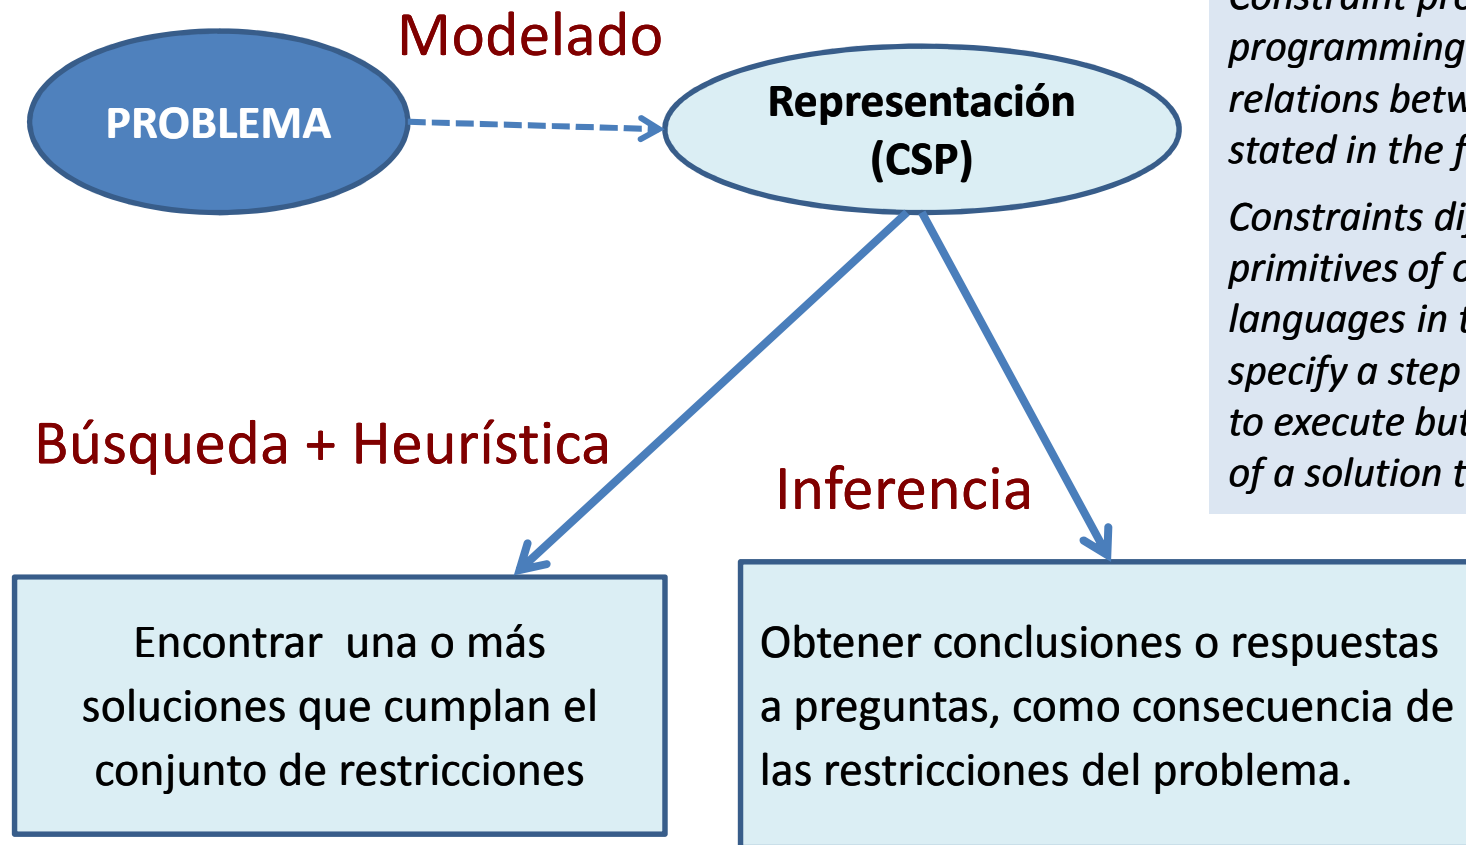 Modelado
PROBLEMA
Representación
(CSP)
programming
relations
stated in the
Constraints
primitives of
languages in
specify a step
to execute but
of a solution
Búsqueda + Heurística
Inferencia
Encontrar una o más
soluciones que cumplan el
conjunto de restricciones
Obtener conclusiones o respuestas
a preguntas, como consecuencia de
las restricciones del problema.